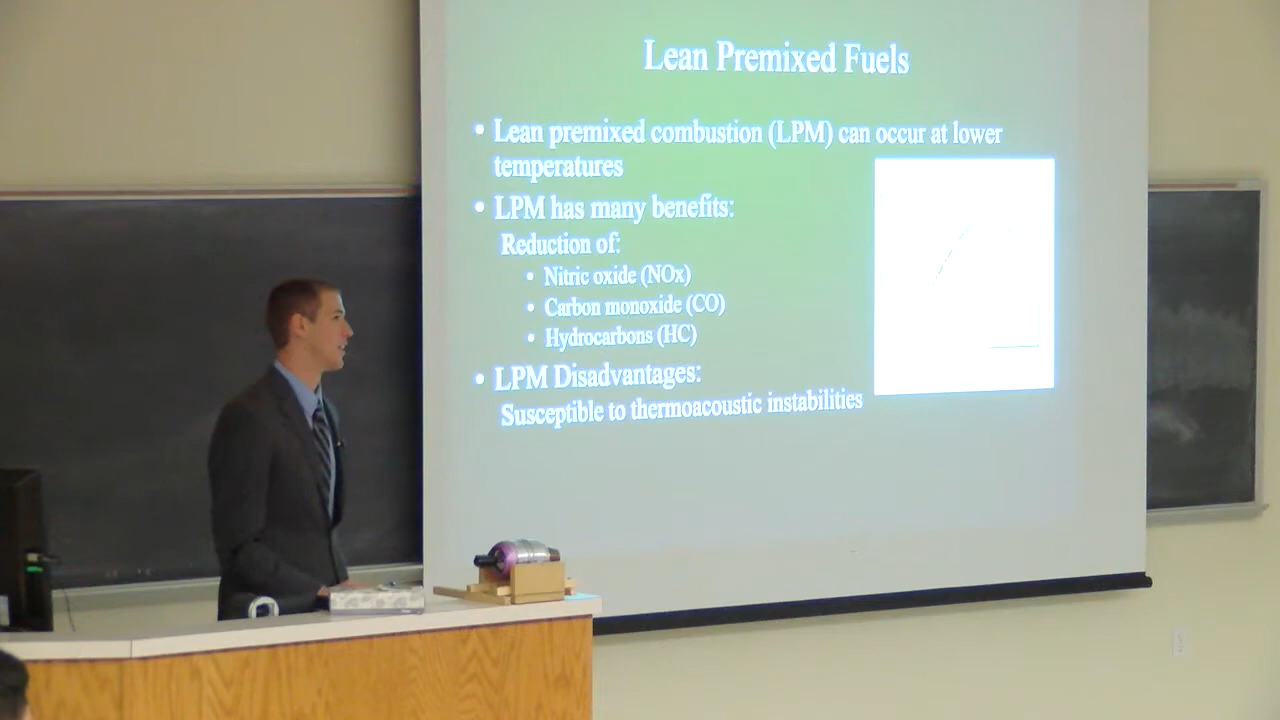 Lean Premixed Fuels
• Lean premixed combustion (LPM) can occur at lower
temperatures
• LPM has many benefits:
Reduction of:
• Nitric oxide (NOx)
• Carbon monoxide (CO)
• Hydrocarbons (HC)
• LPM Disadvantages:
Susceptible to thermoacoustic instabilities